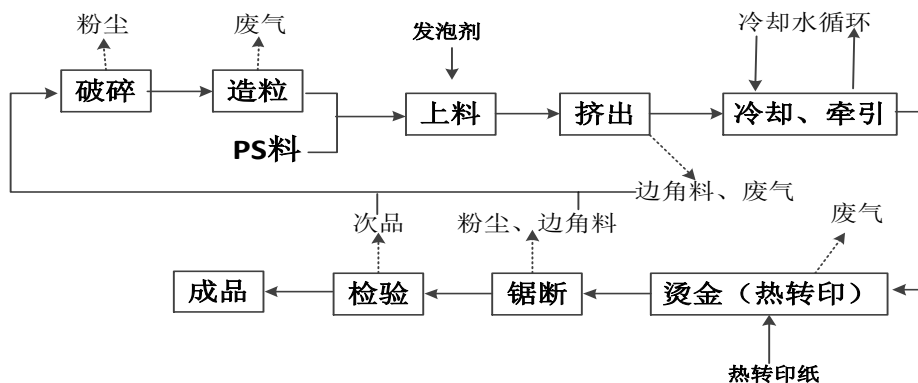 粉尘
废气
发泡剂
冷却水循环
破碎
造粒
上料
挤出
冷却、牵引
PS料
边角料、废气
次品
粉尘、边角料
废气
成品
检验
锯断
烫金（热转印）
热转印纸